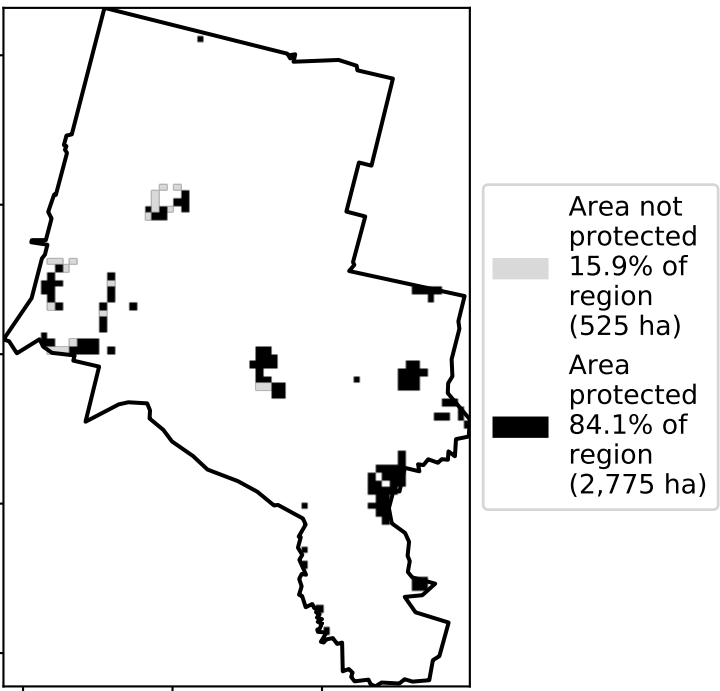 Area not
protected
15.9% of
region
(525 ha)
Area
protected
84.1% of
region
(2,775 ha)